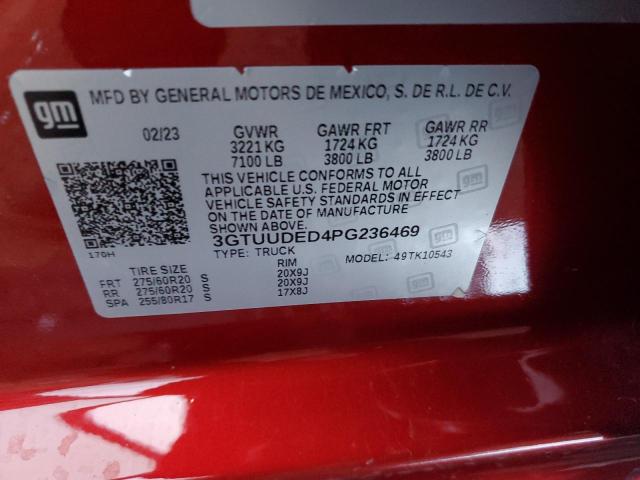 gm
MFD BY GENERAL MOTORS DE MEXICO, S. DE R.L. DE C.V.
02/23 GVWR GAWR FRT GAWR RR
3221 KG 1724 KG 1724 KG
7100 LB 3800 LB 3800 LB
THIS VEHICLE CONFORMS TO ALL
APPLICABLE U.S. FEDERAL MOTOR
VEHICLE SAFETY STANDARDS IN EFFECT
ON THE DATE OF MANUFACTURE
SHOWN ABOVE.
3GTUUDED4PG236469
170H
TYPE: TRUCK MODEL: 49TK10543
TIRE SIZE RIM
FRT 275/60R20 S 20X9J
RR 275/60R20 S 20X9J
SPA 255/80R17 S 17X8J